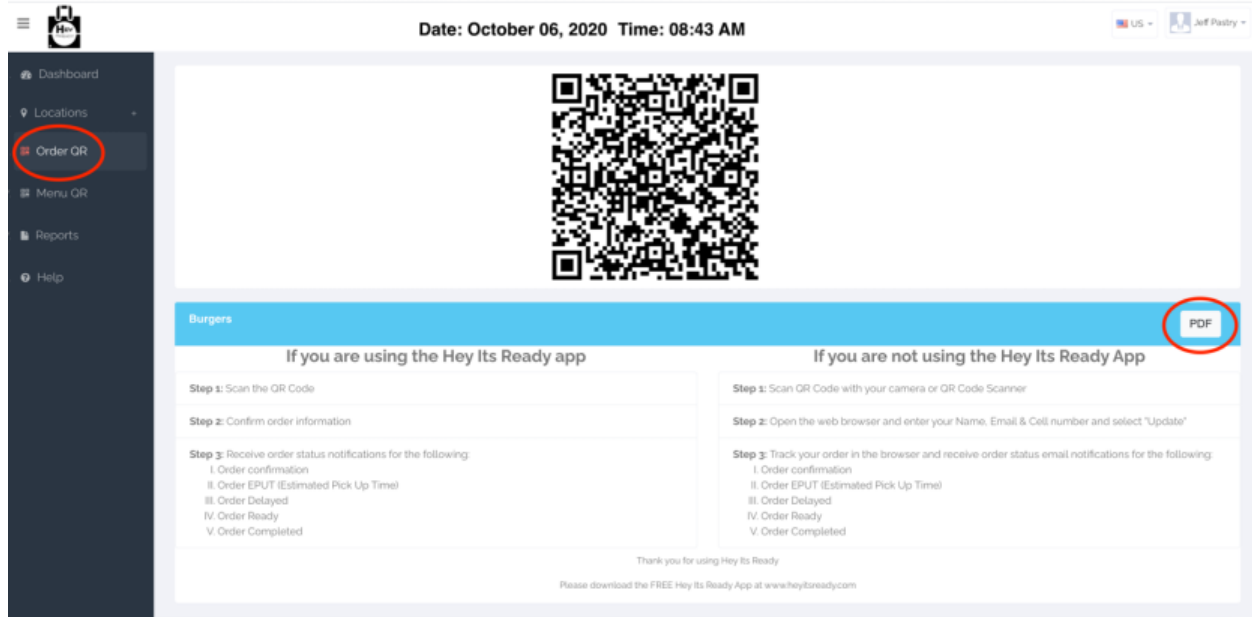 Date: October 06, 2020 Time: 08:43 AM
US
Jeff Pastry
Hey
Dashboard
Locations
Order QR
Menu QR
Reports
Help
Burgers
PDF
If you are using the Hey Its Ready app
Step 1: Scan the QR Code
Step 2: Confirm order information
Step 3: Receive order status notifications for the following:
I. Order confirmation
II. Order EPUT (Estimated Pick Up Time)
III. Order Delayed
IV. Order Ready
V. Order Completed
If you are not using the Hey Its Ready App
Step 1: Scan QR Code with your camera or QR Code Scanner
Step 2: Open the web browser and enter your Name, Email & Cell number and select "Update"
Step 3: Track your order in the browser and receive order status email notifications for the following:
I. Order confirmation
II. Order EPUT (Estimated Pick Up Time)
III. Order Delayed
IV. Order Ready
V. Order Completed
Thank you for using Hey Its Ready
Please download the FREE Hey Its Ready App at www.heyitsready.com